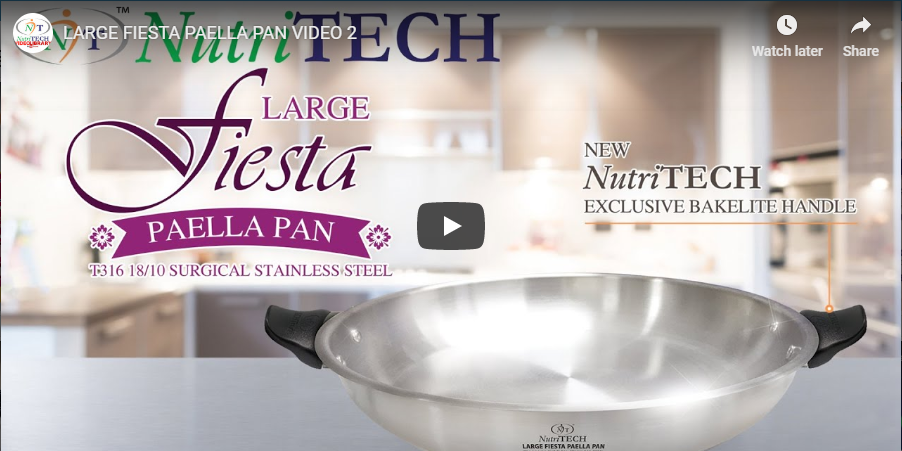 LARGE FIESTA PAELLA PAN VIDEO 2
Watch later
Share
NT
NutriTECH
VIDEO LIBRARY
NT™
NutriTECH
LARGE
Fiesta
PAELLA PAN
T316 18/10 SURGICAL STAINLESS STEEL
NEW
NutriTECH
EXCLUSIVE BAKELITE HANDLE
NT
NutriTECH
LARGE FIESTA PAELLA PAN